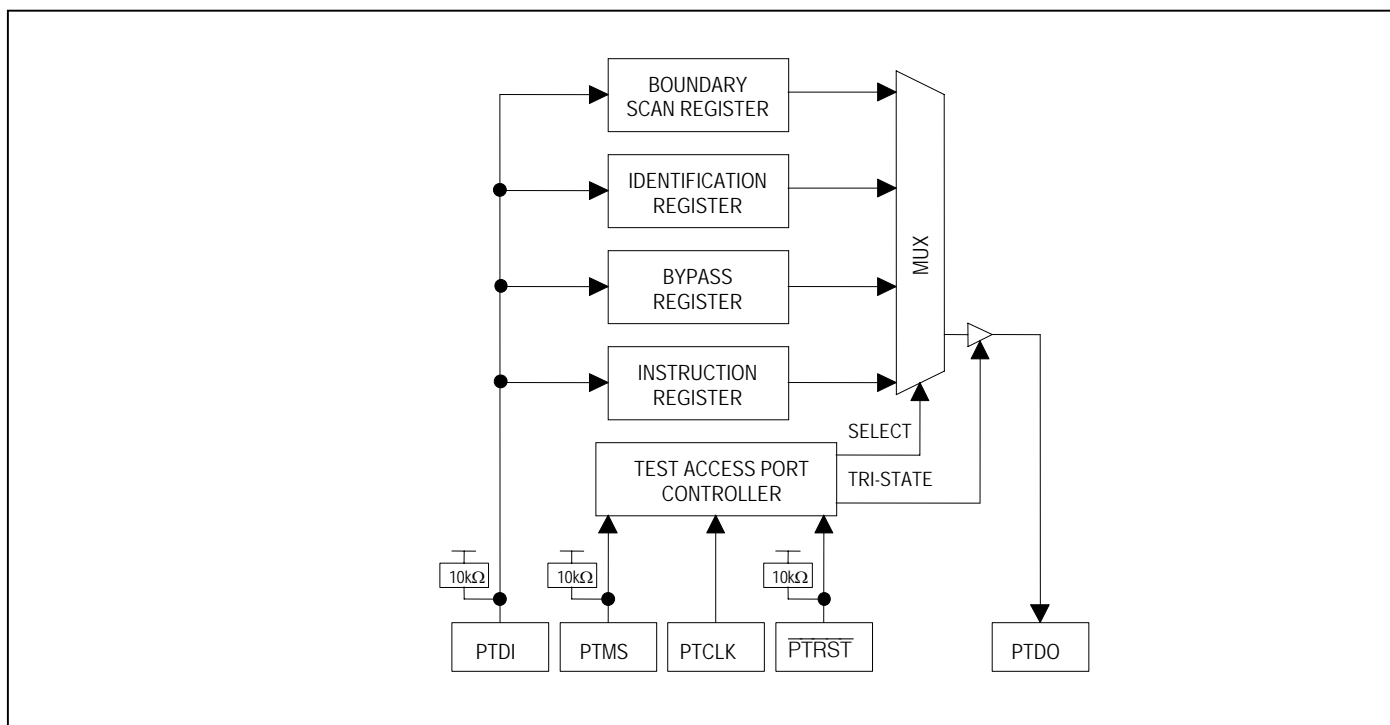 BOUNDARY
SCAN REGISTER
IDENTIFICATION
REGISTER
BYPASS
REGISTER
INSTRUCTION
REGISTER
MUX
SELECT
TEST ACCESS PORT
CONTROLLER
TRI-STATE
10kΩ
10kΩ
10kΩ
PTDI
PTMS
PTCLK
PTRST
PTDO